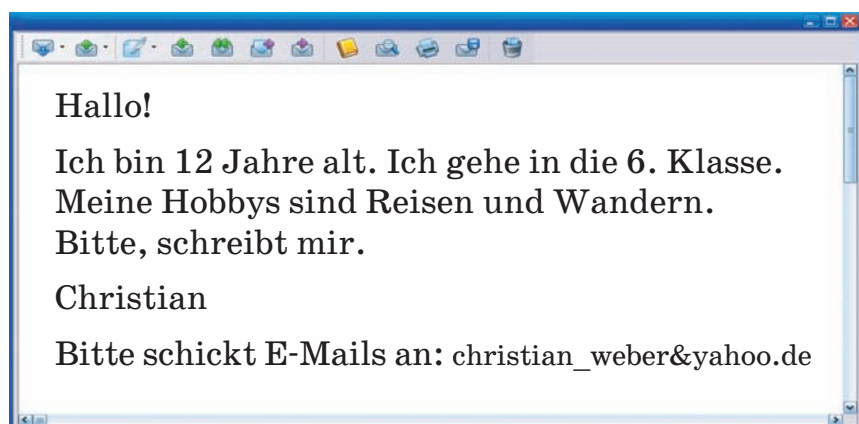 Hallo!
Ich bin 12 Jahre alt. Ich gehe in die 6. Klasse.
Meine Hobbys sind Reisen und Wandern.
Bitte, schreibt mir.
Christian
Bitte schickt E-Mails an: christian_weber&yahoo.de